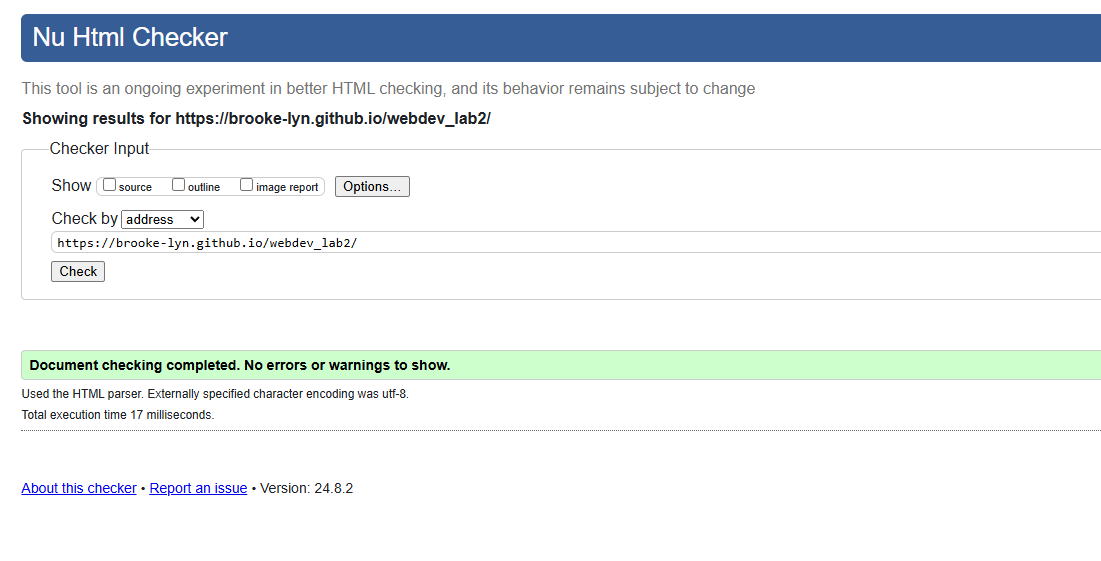 Nu Html Checker
This tool is an ongoing experiment in better HTML checking, and its behavior remains subject to change
Showing results for https://brooke-lyn.github.io/webdev_lab2/
Checker Input
Show source outline image report Options...
Check by address
https://brooke-lyn.github.io/webdev_lab2/
Check
Document checking completed. No errors or warnings to show.
Used the HTML parser. Externally specified character encoding was utf-8.
Total execution time 17 milliseconds.
About this checker • Report an issue • Version: 24.8.2